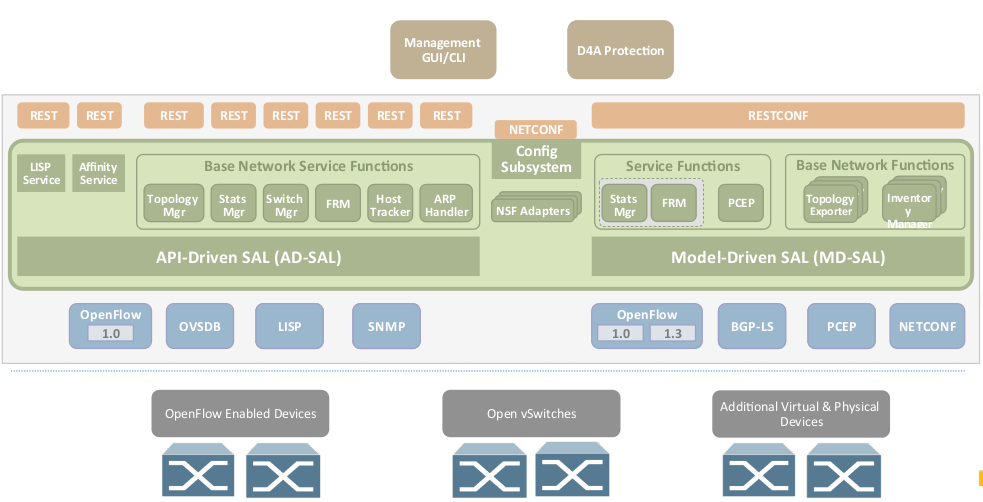 Management
GUI/CLI
D4A Protection
REST
REST
REST
REST
REST
REST
REST
REST
NETCONF
RESTCONF
LISP
Service
Affinity
Service
Base Network Service Functions
Topology
Mgr
Stats
Mgr
Switch
Mgr
FRM
Host
Tracker
ARP
Handler
Config
Subsystem
NSF Adapters
Service Functions
Stats
Mgr
FRM
PCEP
Base Network Functions
Topology
Exporter
Inventor
y
Manager
API-Driven SAL (AD-SAL)
Model-Driven SAL (MD-SAL)
OpenFlow
1.0
OVSDB
LISP
SNMP
OpenFlow
1.0
1.3
BGP-LS
PCEP
NETCONF
OpenFlow Enabled Devices
Open vSwitches
Additional Virtual & Physical
Devices